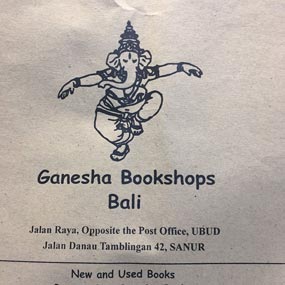 Ganesha Bookshops
Bali
Jalan Raya, Opposite the Post Office, UBUD
Jalan Danau Tamblingan 42, SANUR
New and Used Books